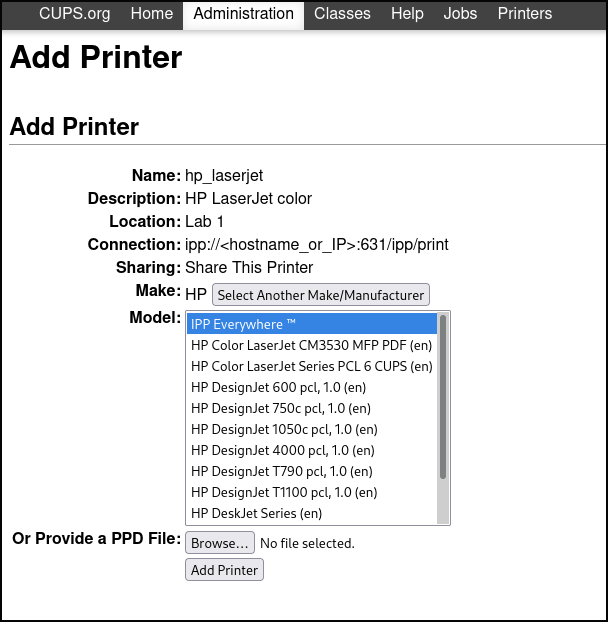 CUPS.org Home Administration Classes Help Jobs Printers
Add Printer
Add Printer
Name: hp_laserjet
Description: HP LaserJet color
Location: Lab 1
Connection: ipp://<hostname_or_IP>:631/ipp/print
Sharing: Share This Printer
Make: HP Select Another Make/Manufacturer
Model: IPP Everywhere ™
HP Color LaserJet CM3530 MFP PDF (en)
HP Color LaserJet Series PCL 6 CUPS (en)
HP DesignJet 600 pcl, 1.0 (en)
HP DesignJet 750c pcl, 1.0 (en)
HP DesignJet 1050c pcl, 1.0 (en)
HP DesignJet 4000 pcl, 1.0 (en)
HP DesignJet T790 pcl, 1.0 (en)
HP DesignJet T1100 pcl, 1.0 (en)
HP DeskJet Series (en)
Or Provide a PPD File: Browse... No file selected.
Add Printer